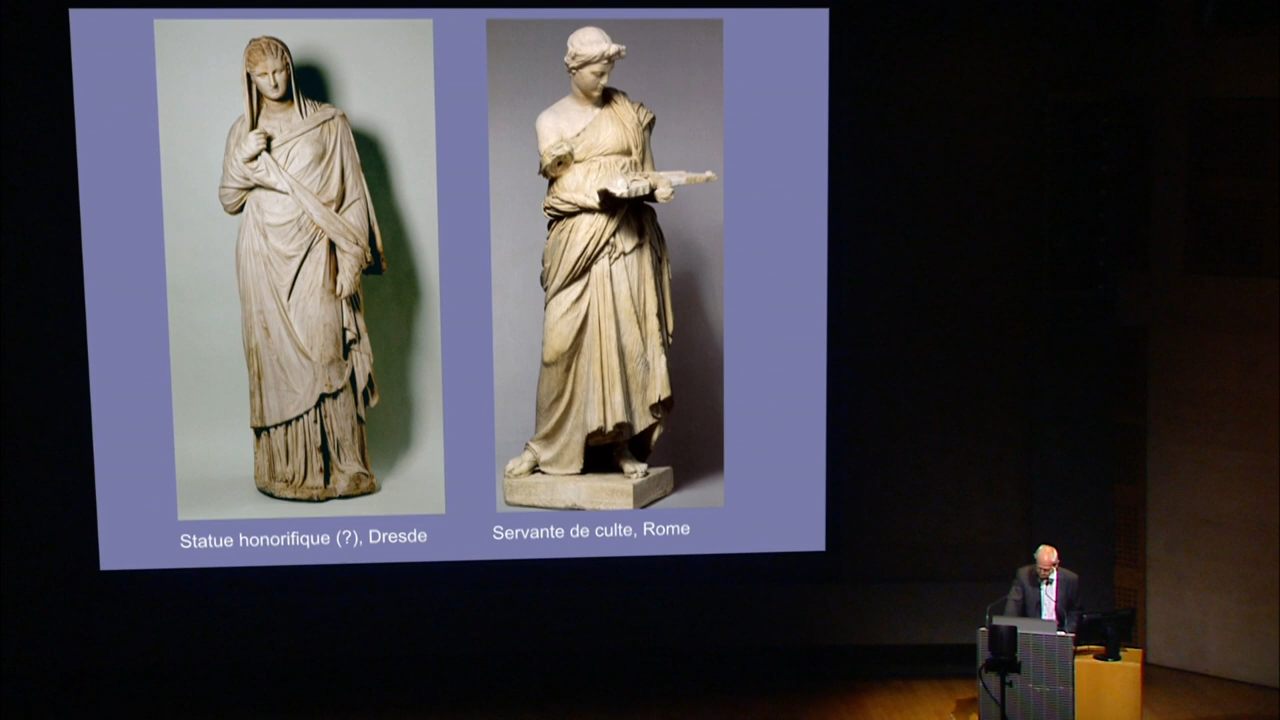 Statue honorifique (?), Dresde
Servante de culte, Rome